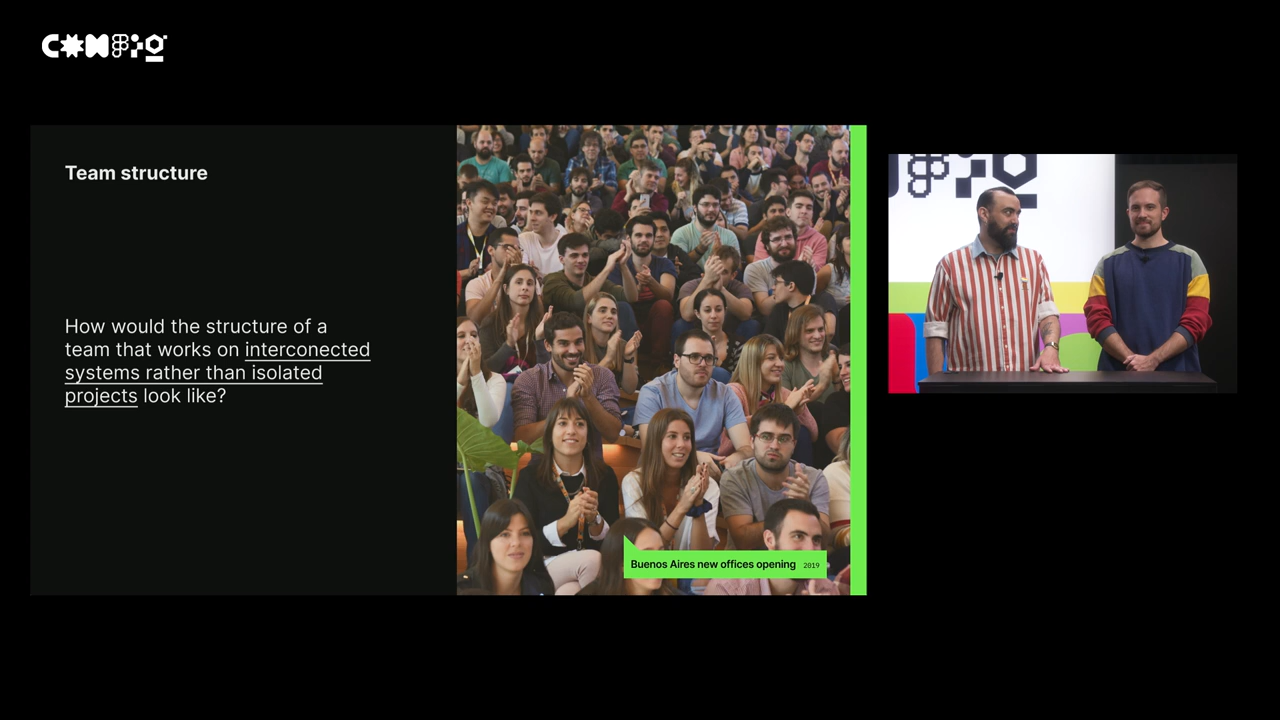 CONFIG
Team structure
How would the structure of a
team that works on interconected
systems rather than isolated
projects look like?
Buenos Aires new offices opening 2019